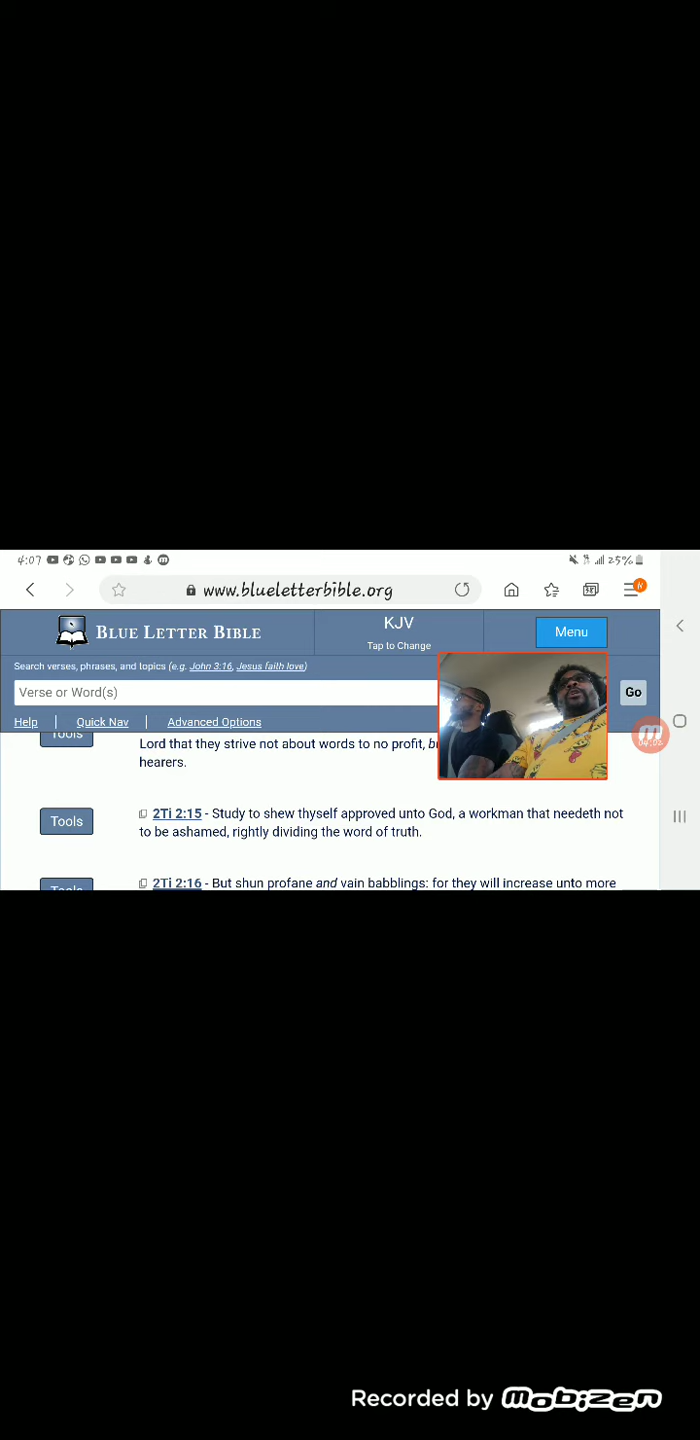 4:07
25%
www.blueletterbible.org
BLUE LETTER BIBLE
KJV
Tap to Change
Menu
Search verses, phrases, and topics (e.g. John 3:16, Jesus faith love)
Verse or Word(s)
Go
Help | Quick Nav | Advanced Options
Tools
Lord that they strive not about words to no profit,
hearers.
Tools
2Ti 2:15 - Study to shew thyself approved unto God, a workman that needeth not
to be ashamed, rightly dividing the word of truth.
Tools
2Ti 2:16 - But shun profane and vain babblings: for they will increase unto more
Recorded by mobizen